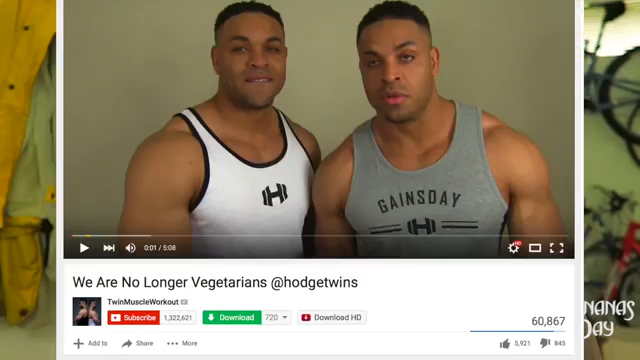 H
GAINSDAY
H
0:01 / 5:08
HD
We Are No Longer Vegetarians @hodgetwins
TwinMuscleWorkout
Subscribe 1,322,621 Download 720 Download HD
60,867
Add to Share More
5,921 845
NANAS
DAY